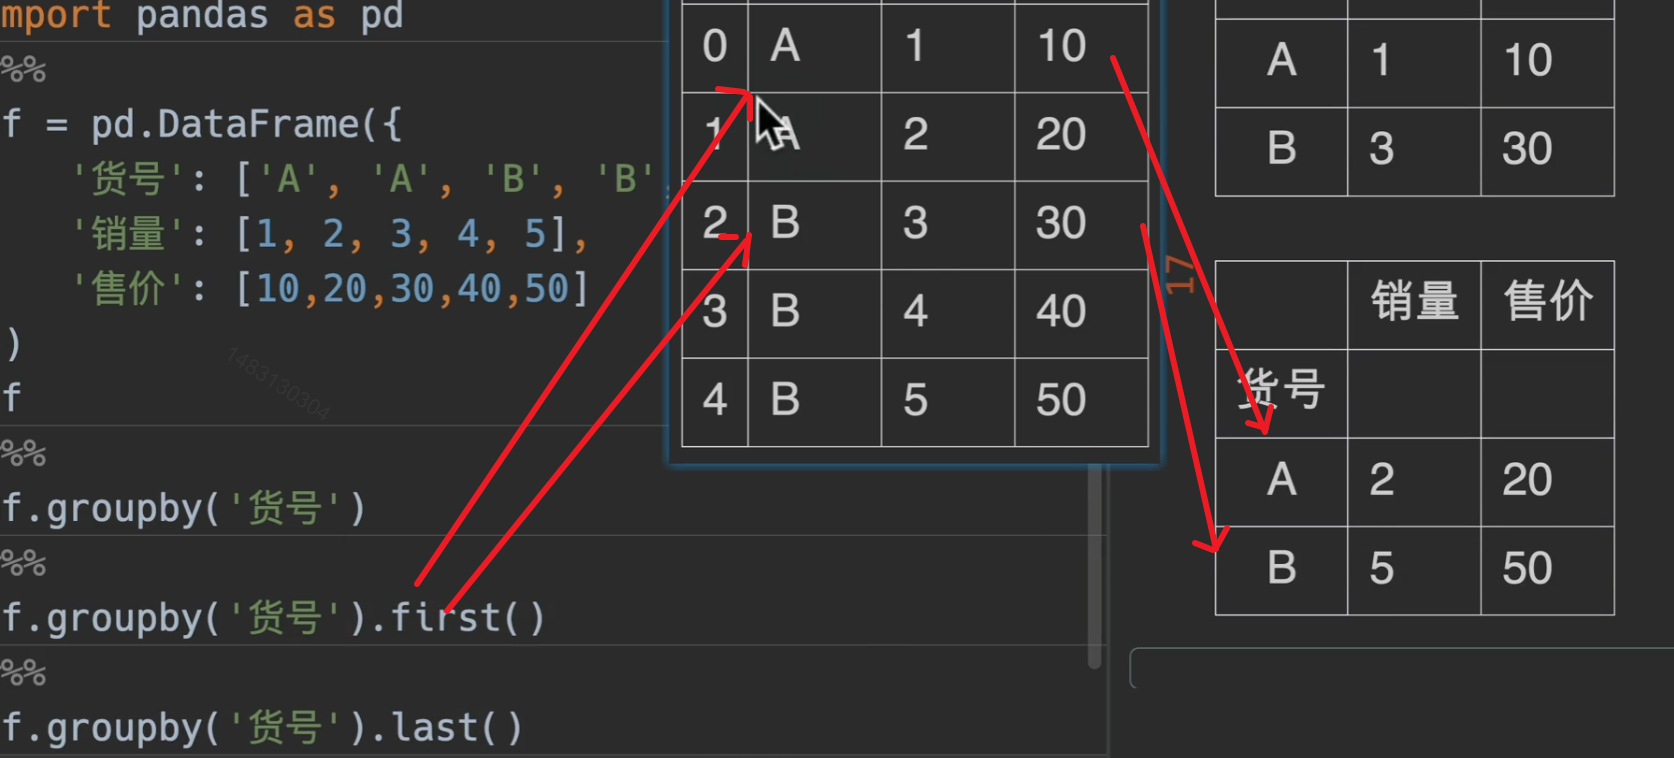 mport pandas as pd
%%
f = pd.DataFrame({
'货号': ['A', 'A', 'B', 'B',
'销量': [1, 2, 3, 4, 5],
'售价': [10,20,30,40,50]
)
f
%%
f.groupby('货号')
%%
f.groupby('货号').first()
%%
f.groupby('货号').last()
1483130304
0 A 1 10
1 A 2 20
2 B 3 30
3 B 4 40
4 B 5 50
17
A 1 10
B 3 30
销量 售价
货号
A 2 20
B 5 50